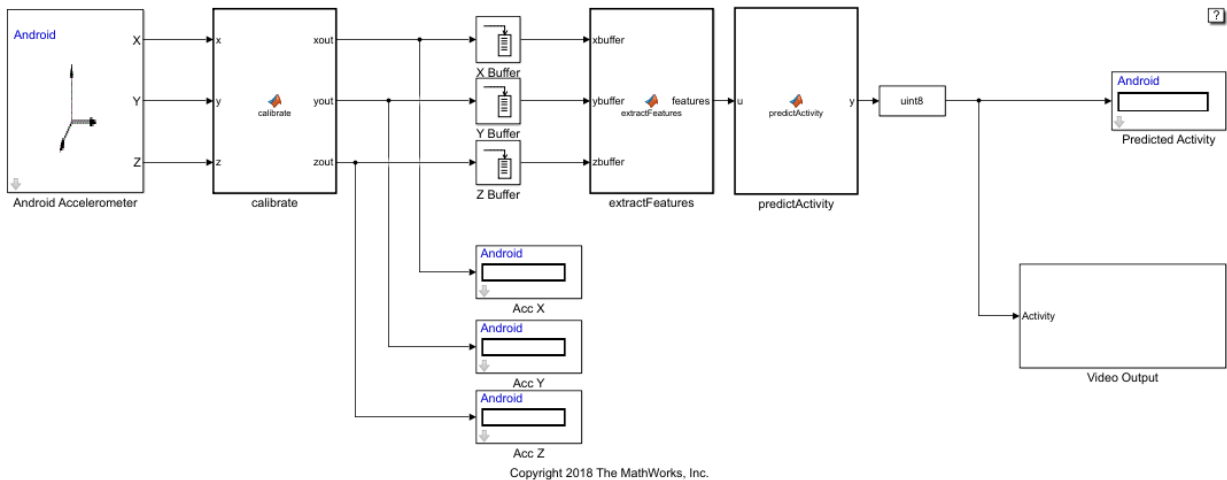 ?
Android
X
Y
Z
Android Accelerometer
x
y
z
calibrate
xout
yout
zout
calibrate
X Buffer
Y Buffer
Z Buffer
xbuffer
ybuffer
zbuffer
features
extractFeatures
extractFeatures
u
y
predictActivity
predictActivity
uint8
Android
Predicted Activity
Android
Acc X
Android
Acc Y
Android
Acc Z
Activity
Video Output
Copyright 2018 The MathWorks, Inc.